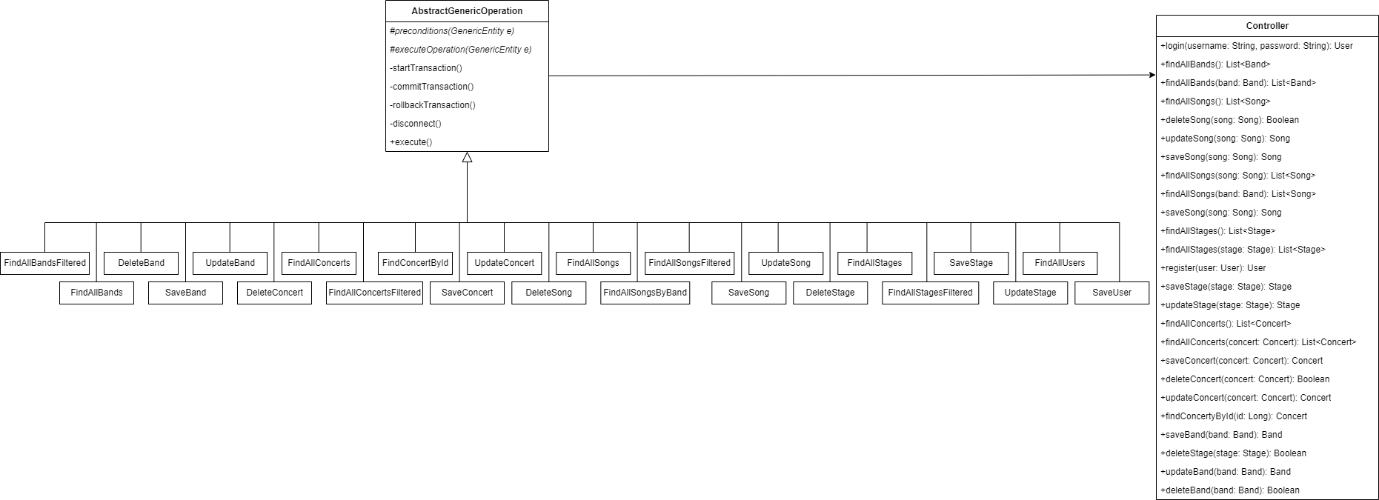 AbstractGenericOperation
#preconditions(GenericEntity e)
#executeOperation(GenericEntity e)
-startTransaction()
-commitTransaction()
-rollbackTransaction()
-disconnect()
+execute()
Controller
+login(username: String, password: String): User
+findAllBands(): List<Band>
+findAllBands(band: Band): List<Band>
+findAllSongs(): List<Song>
+deleteSong(song: Song): Boolean
+updateSong(song: Song): Song
+saveSong(song: Song): Song
+findAllSongs(song: Song): List<Song>
+findAllSongs(band: Band): List<Song>
+saveSong(song: Song): Song
+findAllStages(): List<Stage>
+findAllStages(stage: Stage): List<Stage>
+register(user: User): User
+saveStage(stage: Stage): Stage
+updateStage(stage: Stage): Stage
+findAllConcerts(): List<Concert>
+findAllConcerts(concert: Concert): List<Concert>
+saveConcert(concert: Concert): Concert
+deleteConcert(concert: Concert): Boolean
+updateConcert(concert: Concert): Concert
+findConcertyById(id: Long): Concert
+saveBand(band: Band): Band
+deleteStage(stage: Stage): Boolean
+updateBand(band: Band): Band
+deleteBand(band: Band): Boolean
FindAllBandsFiltered
DeleteBand
UpdateBand
FindAllConcerts
FindConcertById
UpdateConcert
FindAllSongs
FindAllSongsFiltered
UpdateSong
FindAllStages
SaveStage
FindAllUsers
FindAllBands
SaveBand
DeleteConcert
FindAllConcertsFiltered
SaveConcert
DeleteSong
FindAllSongsByBand
SaveSong
DeleteStage
FindAllStagesFiltered
UpdateStage
SaveUser